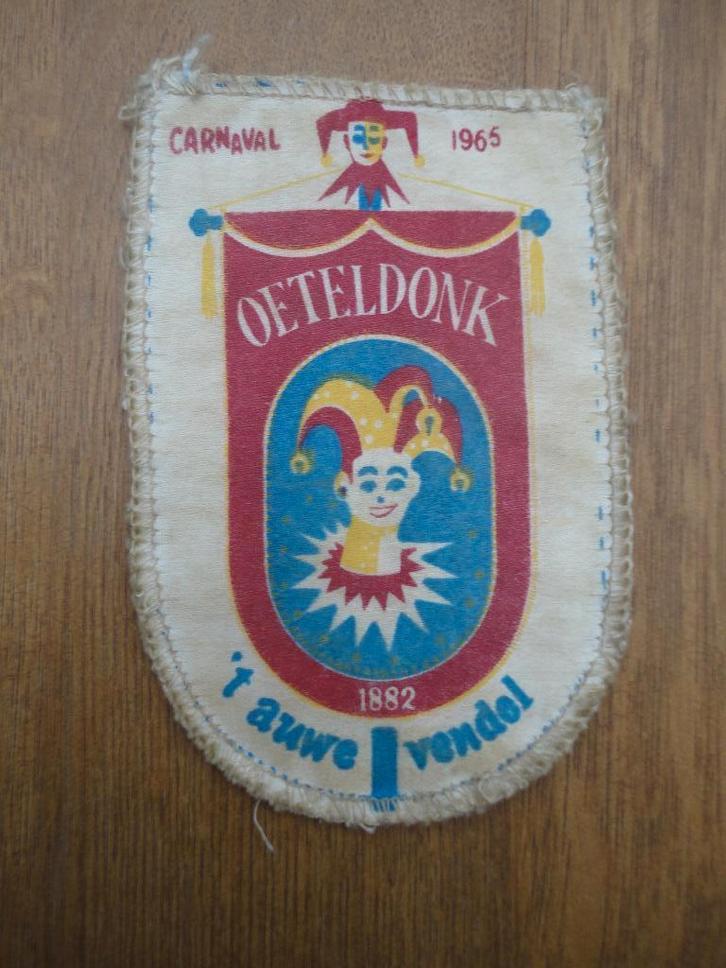 CARNAVAL 1965
OETELDONK
1882
't auwe vendel